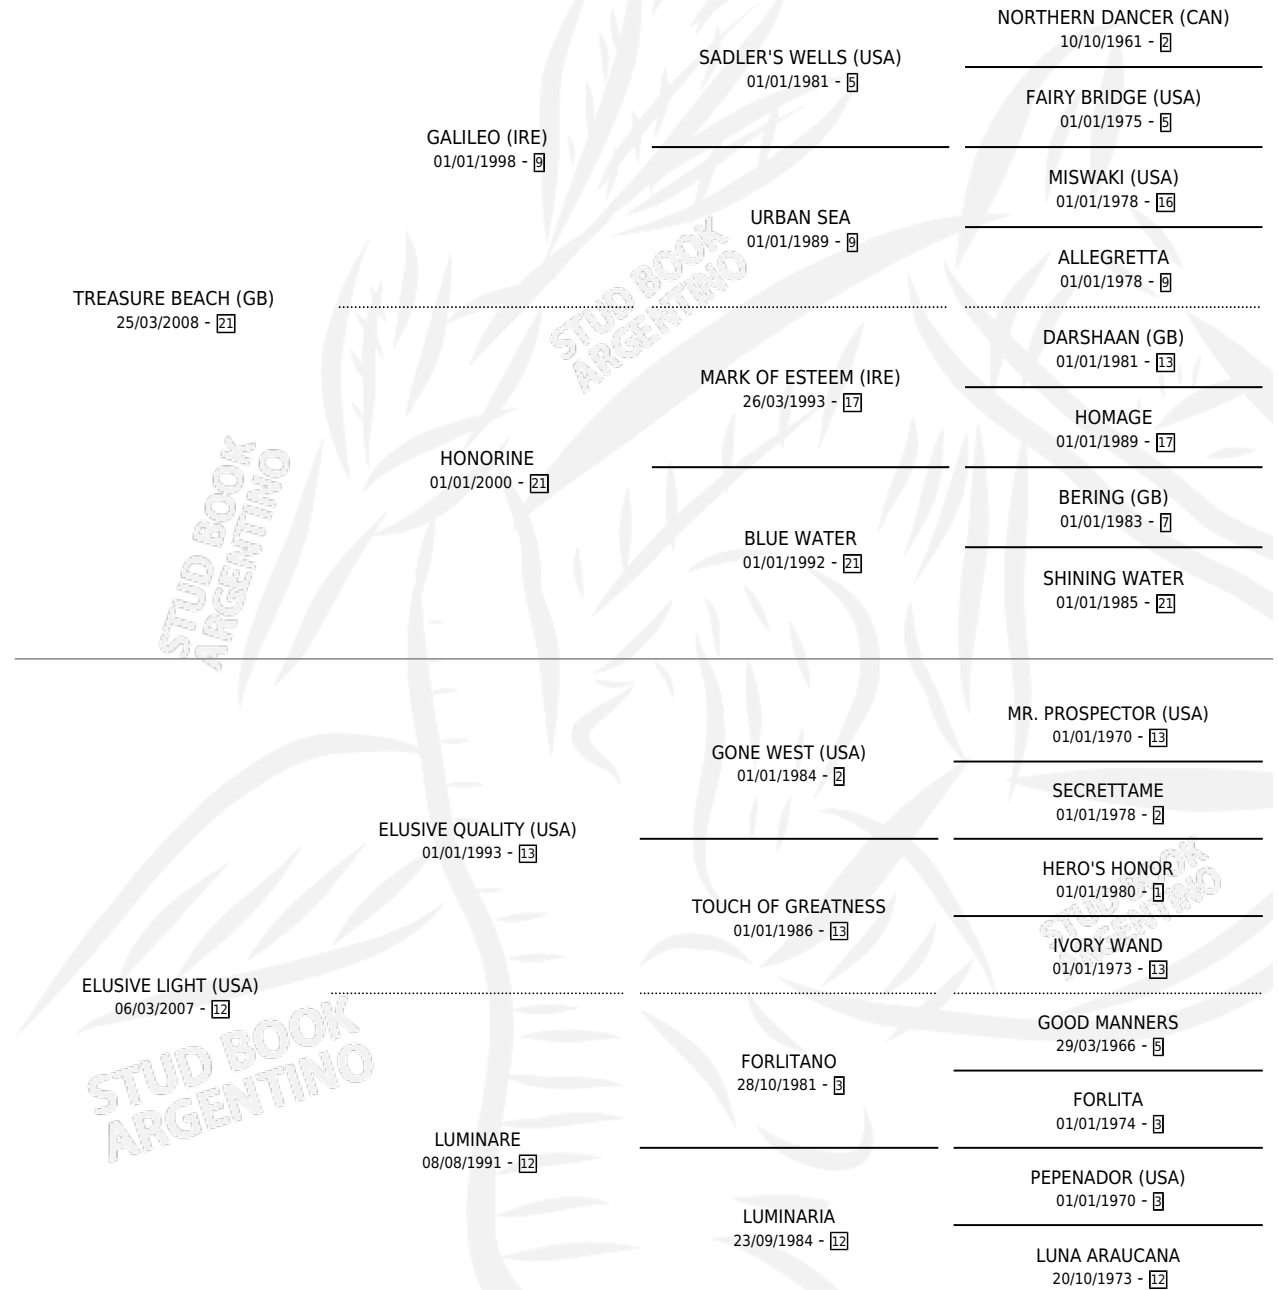 NORTHERN DANCER (CAN)
10/10/1961 - 2
SADLER'S WELLS (USA)
01/01/1981 - 5
FAIRY BRIDGE (USA)
01/01/1975 - 5
GALILEO (IRE)
01/01/1998 - 9
MISWAKI (USA)
01/01/1978 - 16
URBAN SEA
01/01/1989 - 9
ALLEGRETTA
01/01/1978 - 9
TREASURE BEACH (GB)
25/03/2008 - 21
STUD BOOK
ARGENTINO
DARSHAAN (GB)
01/01/1981 - 13
MARK OF ESTEEM (IRE)
26/03/1993 - 17
HOMAGE
01/01/1989 - 17
HONORINE
01/01/2000 - 21
BERING (GB)
01/01/1983 - 7
BLUE WATER
01/01/1992 - 21
SHINING WATER
01/01/1985 - 21
STUD BOOK
ARGENTINO
MR. PROSPECTOR (USA)
01/01/1970 - 13
GONE WEST (USA)
01/01/1984 - 2
SECRETTAME
01/01/1978 - 2
ELUSIVE QUALITY (USA)
01/01/1993 - 13
HERO'S HONOR
01/01/1980 - 1
TOUCH OF GREATNESS
01/01/1986 - 13
STUD BOOK
ARGENTINO
IVORY WAND
01/01/1973 - 13
ELUSIVE LIGHT (USA)
06/03/2007 - 12
GOOD MANNERS
29/03/1966 - 5
STUD BOOK
ARGENTINO
FORLITANO
28/10/1981 - 3
FORLITA
01/01/1974 - 3
LUMINARE
08/08/1991 - 12
PEPENADOR (USA)
01/01/1970 - 3
LUMINARIA
23/09/1984 - 12
LUNA ARAUCANA
20/10/1973 - 12